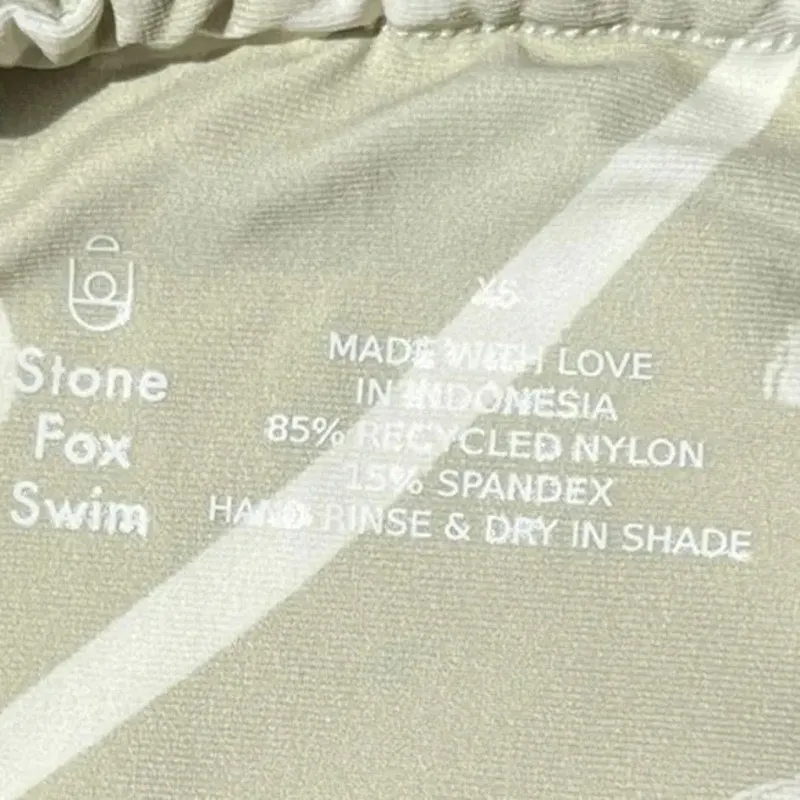 Stone
Fox
Swim
XS
MADE WITH LOVE
IN INDONESIA
85% RECYCLED NYLON
15% SPANDEX
HAND RINSE & DRY IN SHADE